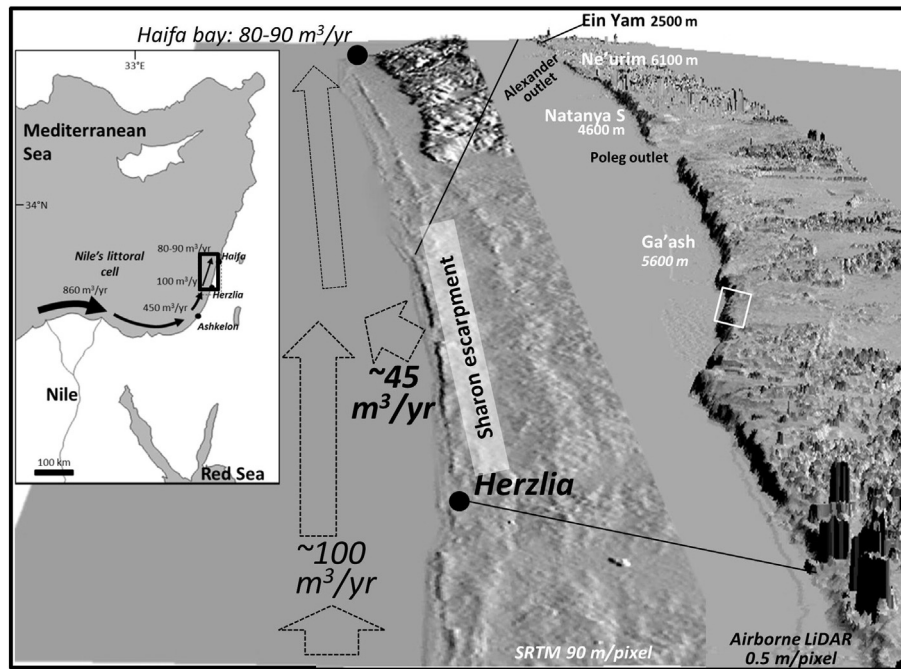 Haifa bay: 80-90 m³/yr
33°E
Mediterranean
Sea
34°N
80-90 m³/yr
Haifa
Nile's littoral
cell
100 m³/yr
860 m³/yr
Herzlia
450 m³/yr
Ashkelon
Nile
100 km
Red Sea
Ein Yam 2500 m
Ne'urim 6100 m
Alexander
outlet
Natanya S
4600 m
Poleg outlet
Ga'ash
5600 m
Sharon escarpment
~45
m³/yr
Herzlia
~100
m³/yr
SRTM 90 m/pixel
Airborne LiDAR
0.5 m/pixel